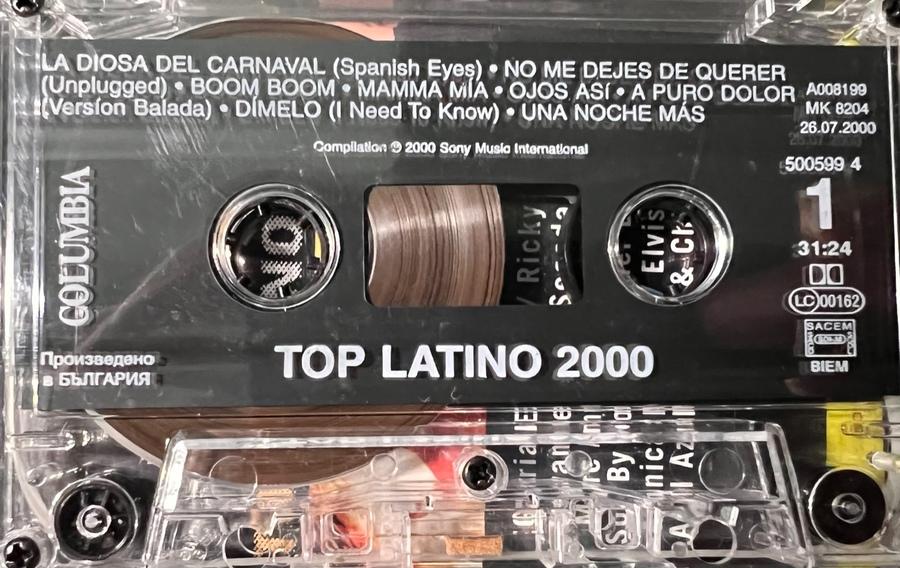 LA DIOSA DEL CARNAVAL (Spanish Eyes) • NO ME DEJES DE QUERER
(Unplugged) • BOOM BOOM • MAMMA MÍA • OJOS ASÍ • A PURO DOLOR
(Versíon Balada) • DÍMELO (I Need To Know) • UNA NOCHE MÁS
A008199
MK 8204
26.07.2000
Compilation ℗ 2000 Sony Music International
500599 4
1
31:24
LC 00162
SACEM
BIEM
COLUMBIA
NO
Ricky
Elvis
&
Произведено
в БЪЛГАРИЯ
TOP LATINO 2000
By